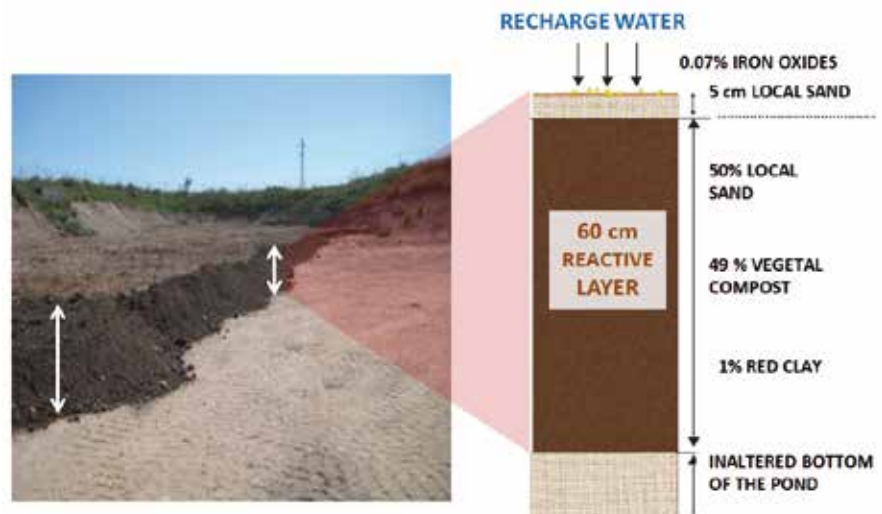 RECHARGE WATER
0.07% IRON OXIDES
5 cm LOCAL SAND
50% LOCAL
SAND
60 cm
REACTIVE
LAYER
49 % VEGETAL
COMPOST
1% RED CLAY
INALTERED BOTTOM
OF THE POND